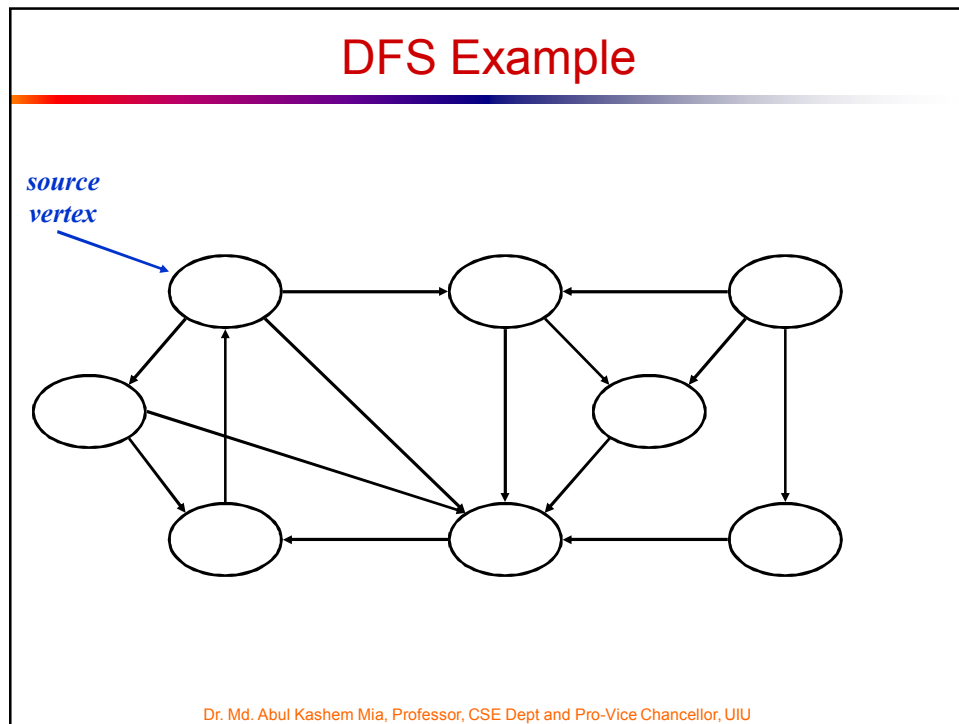 DFS Example
source
vertex
Dr. Md. Abul Kashem Mia, Professor, CSE Dept and Pro-Vice Chancellor, UIU